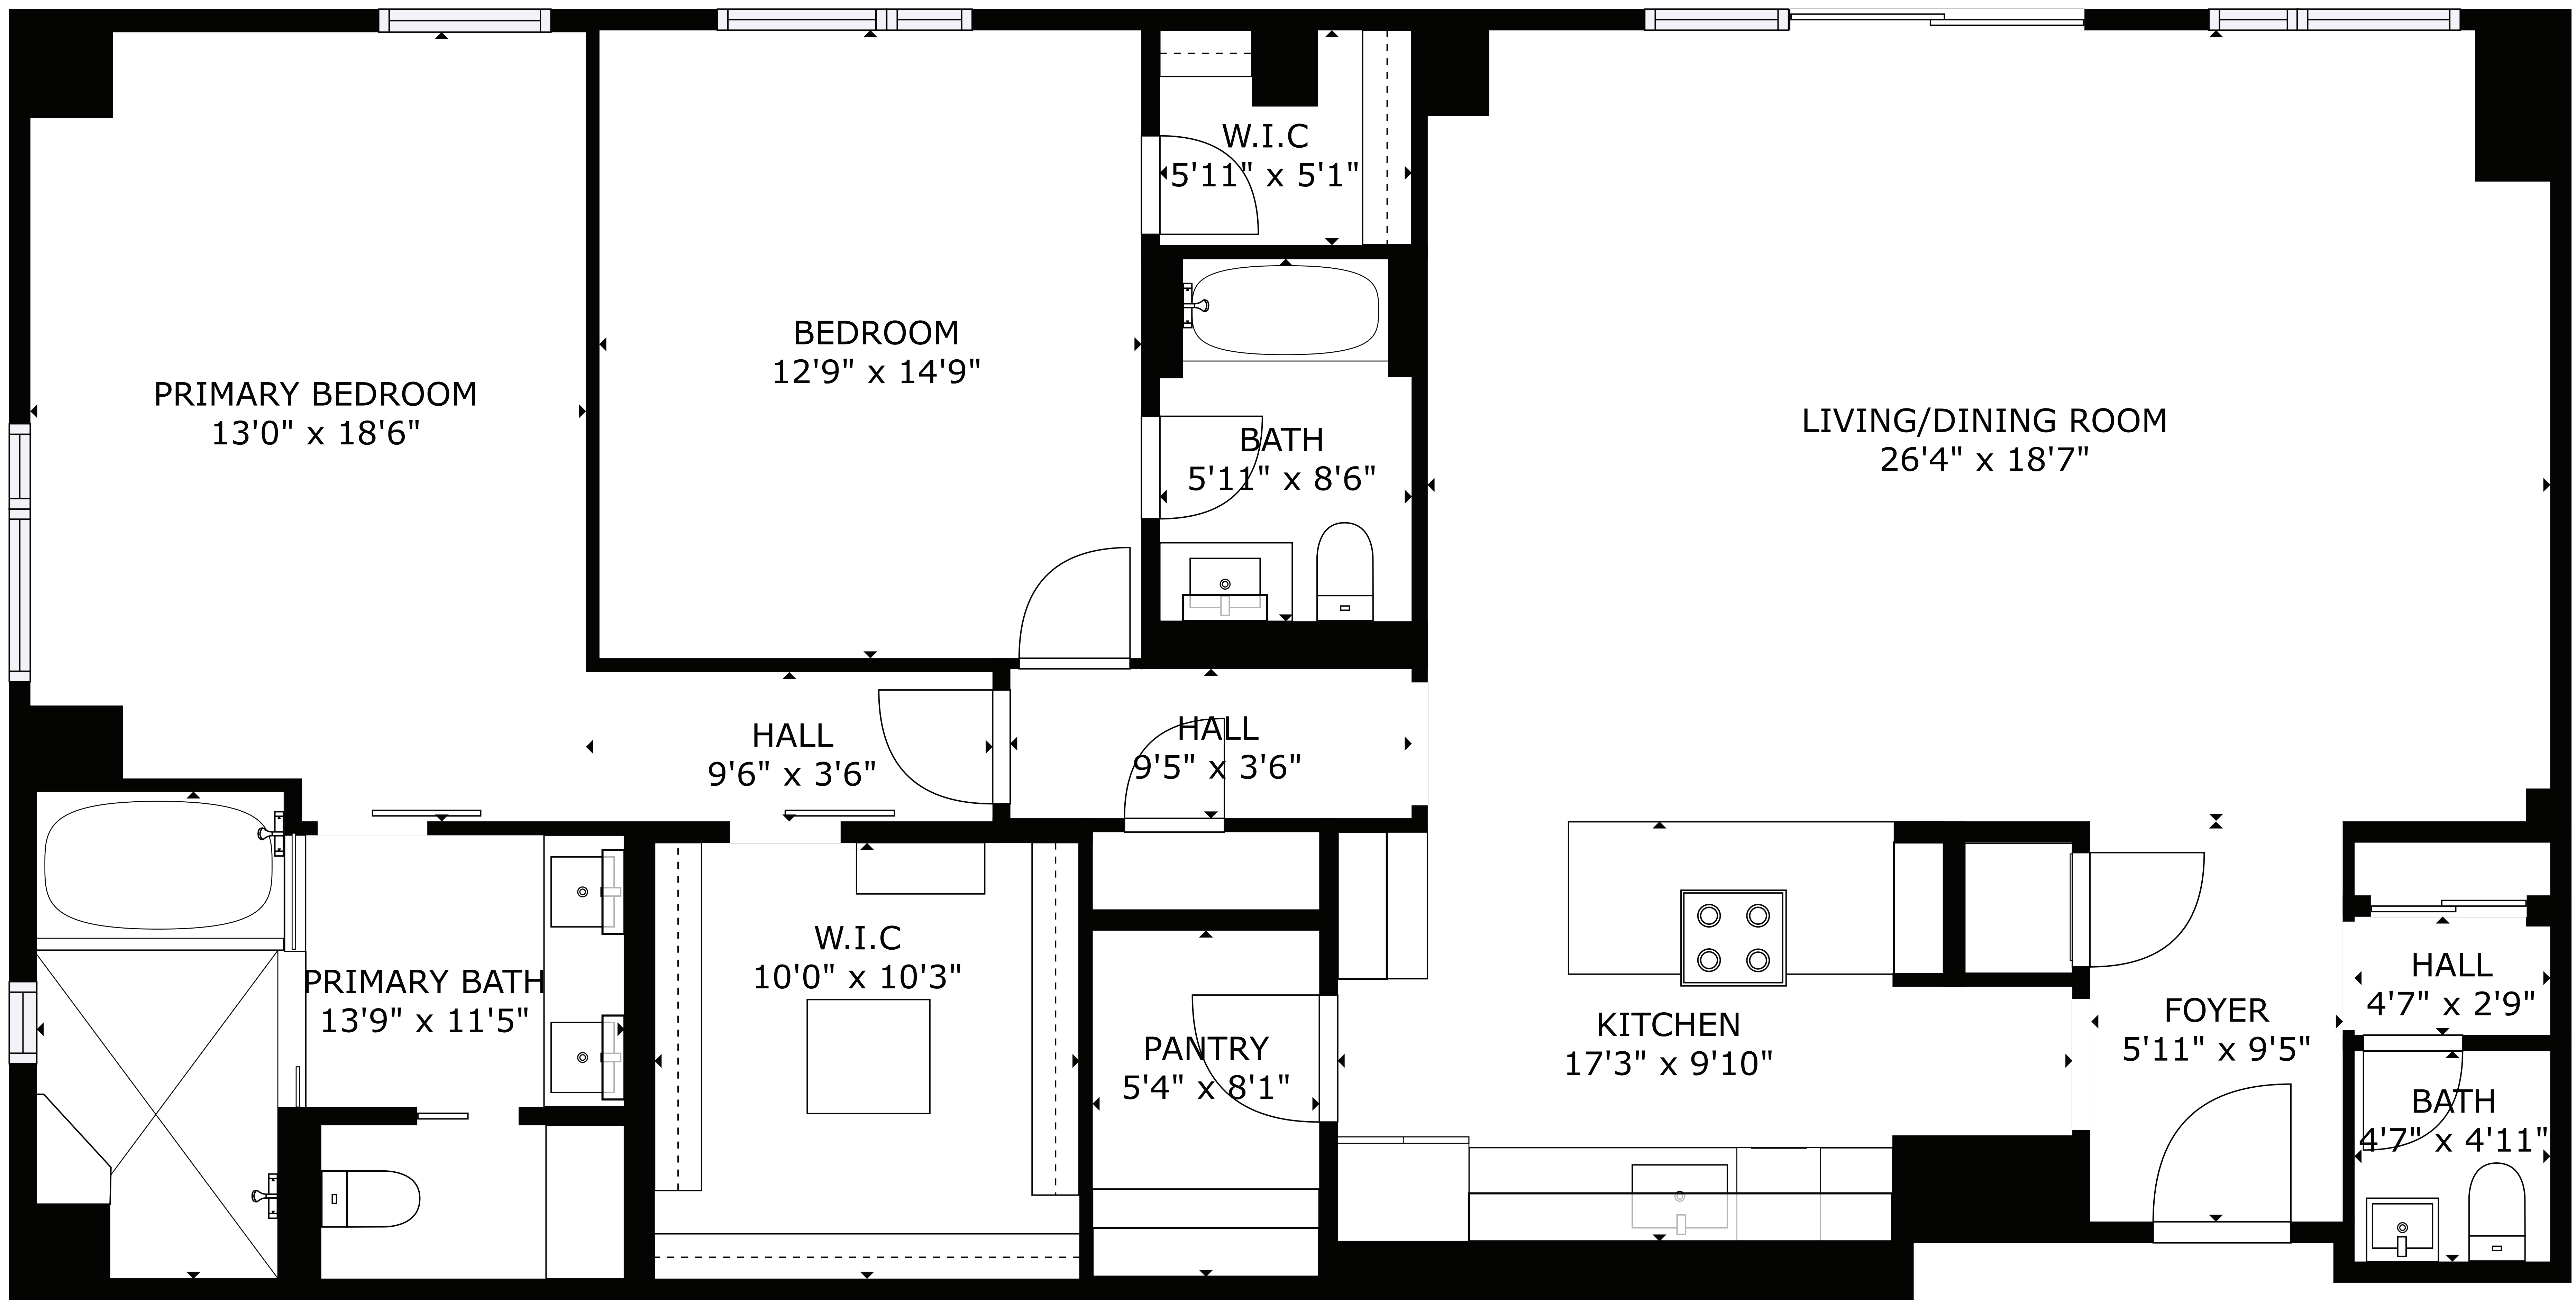 W.I.C
5'11" x 5'1"
BEDROOM
12'9" x 14'9"
PRIMARY BEDROOM
13'0" x 18'6"
BATH
5'11" x 8'6"
LIVING/DINING ROOM
26'4" x 18'7"
HALL
9'6" x 3'6"
HALL
9'5" x 3'6"
W.I.C
10'0" x 10'3"
PRIMARY BATH
13'9" x 11'5"
PANTRY
5'4" x 8'1"
KITCHEN
17'3" x 9'10"
FOYER
5'11" x 9'5"
HALL
4'7" x 2'9"
BATH
4'7" x 4'11"